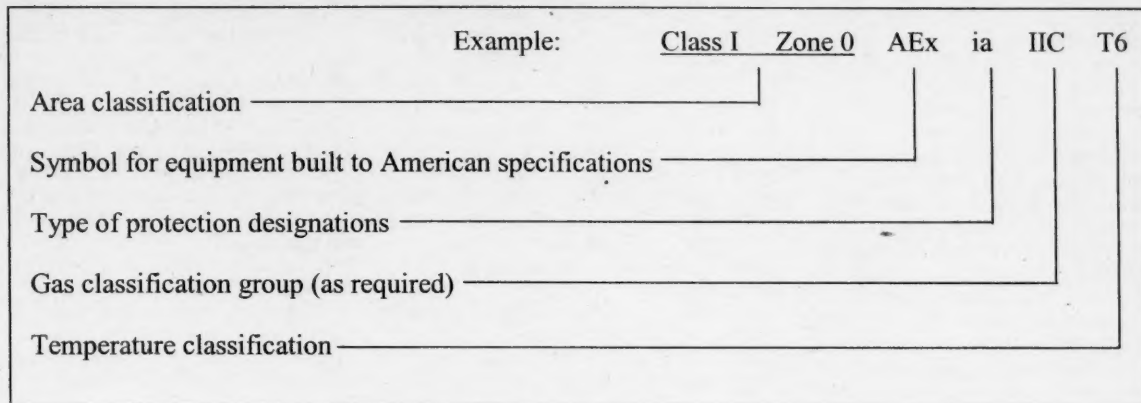 Example: Class I Zone 0 AEx ia IIC T6
Area classification
Symbol for equipment built to American specifications
Type of protection designations
Gas classification group (as required)
Temperature classification